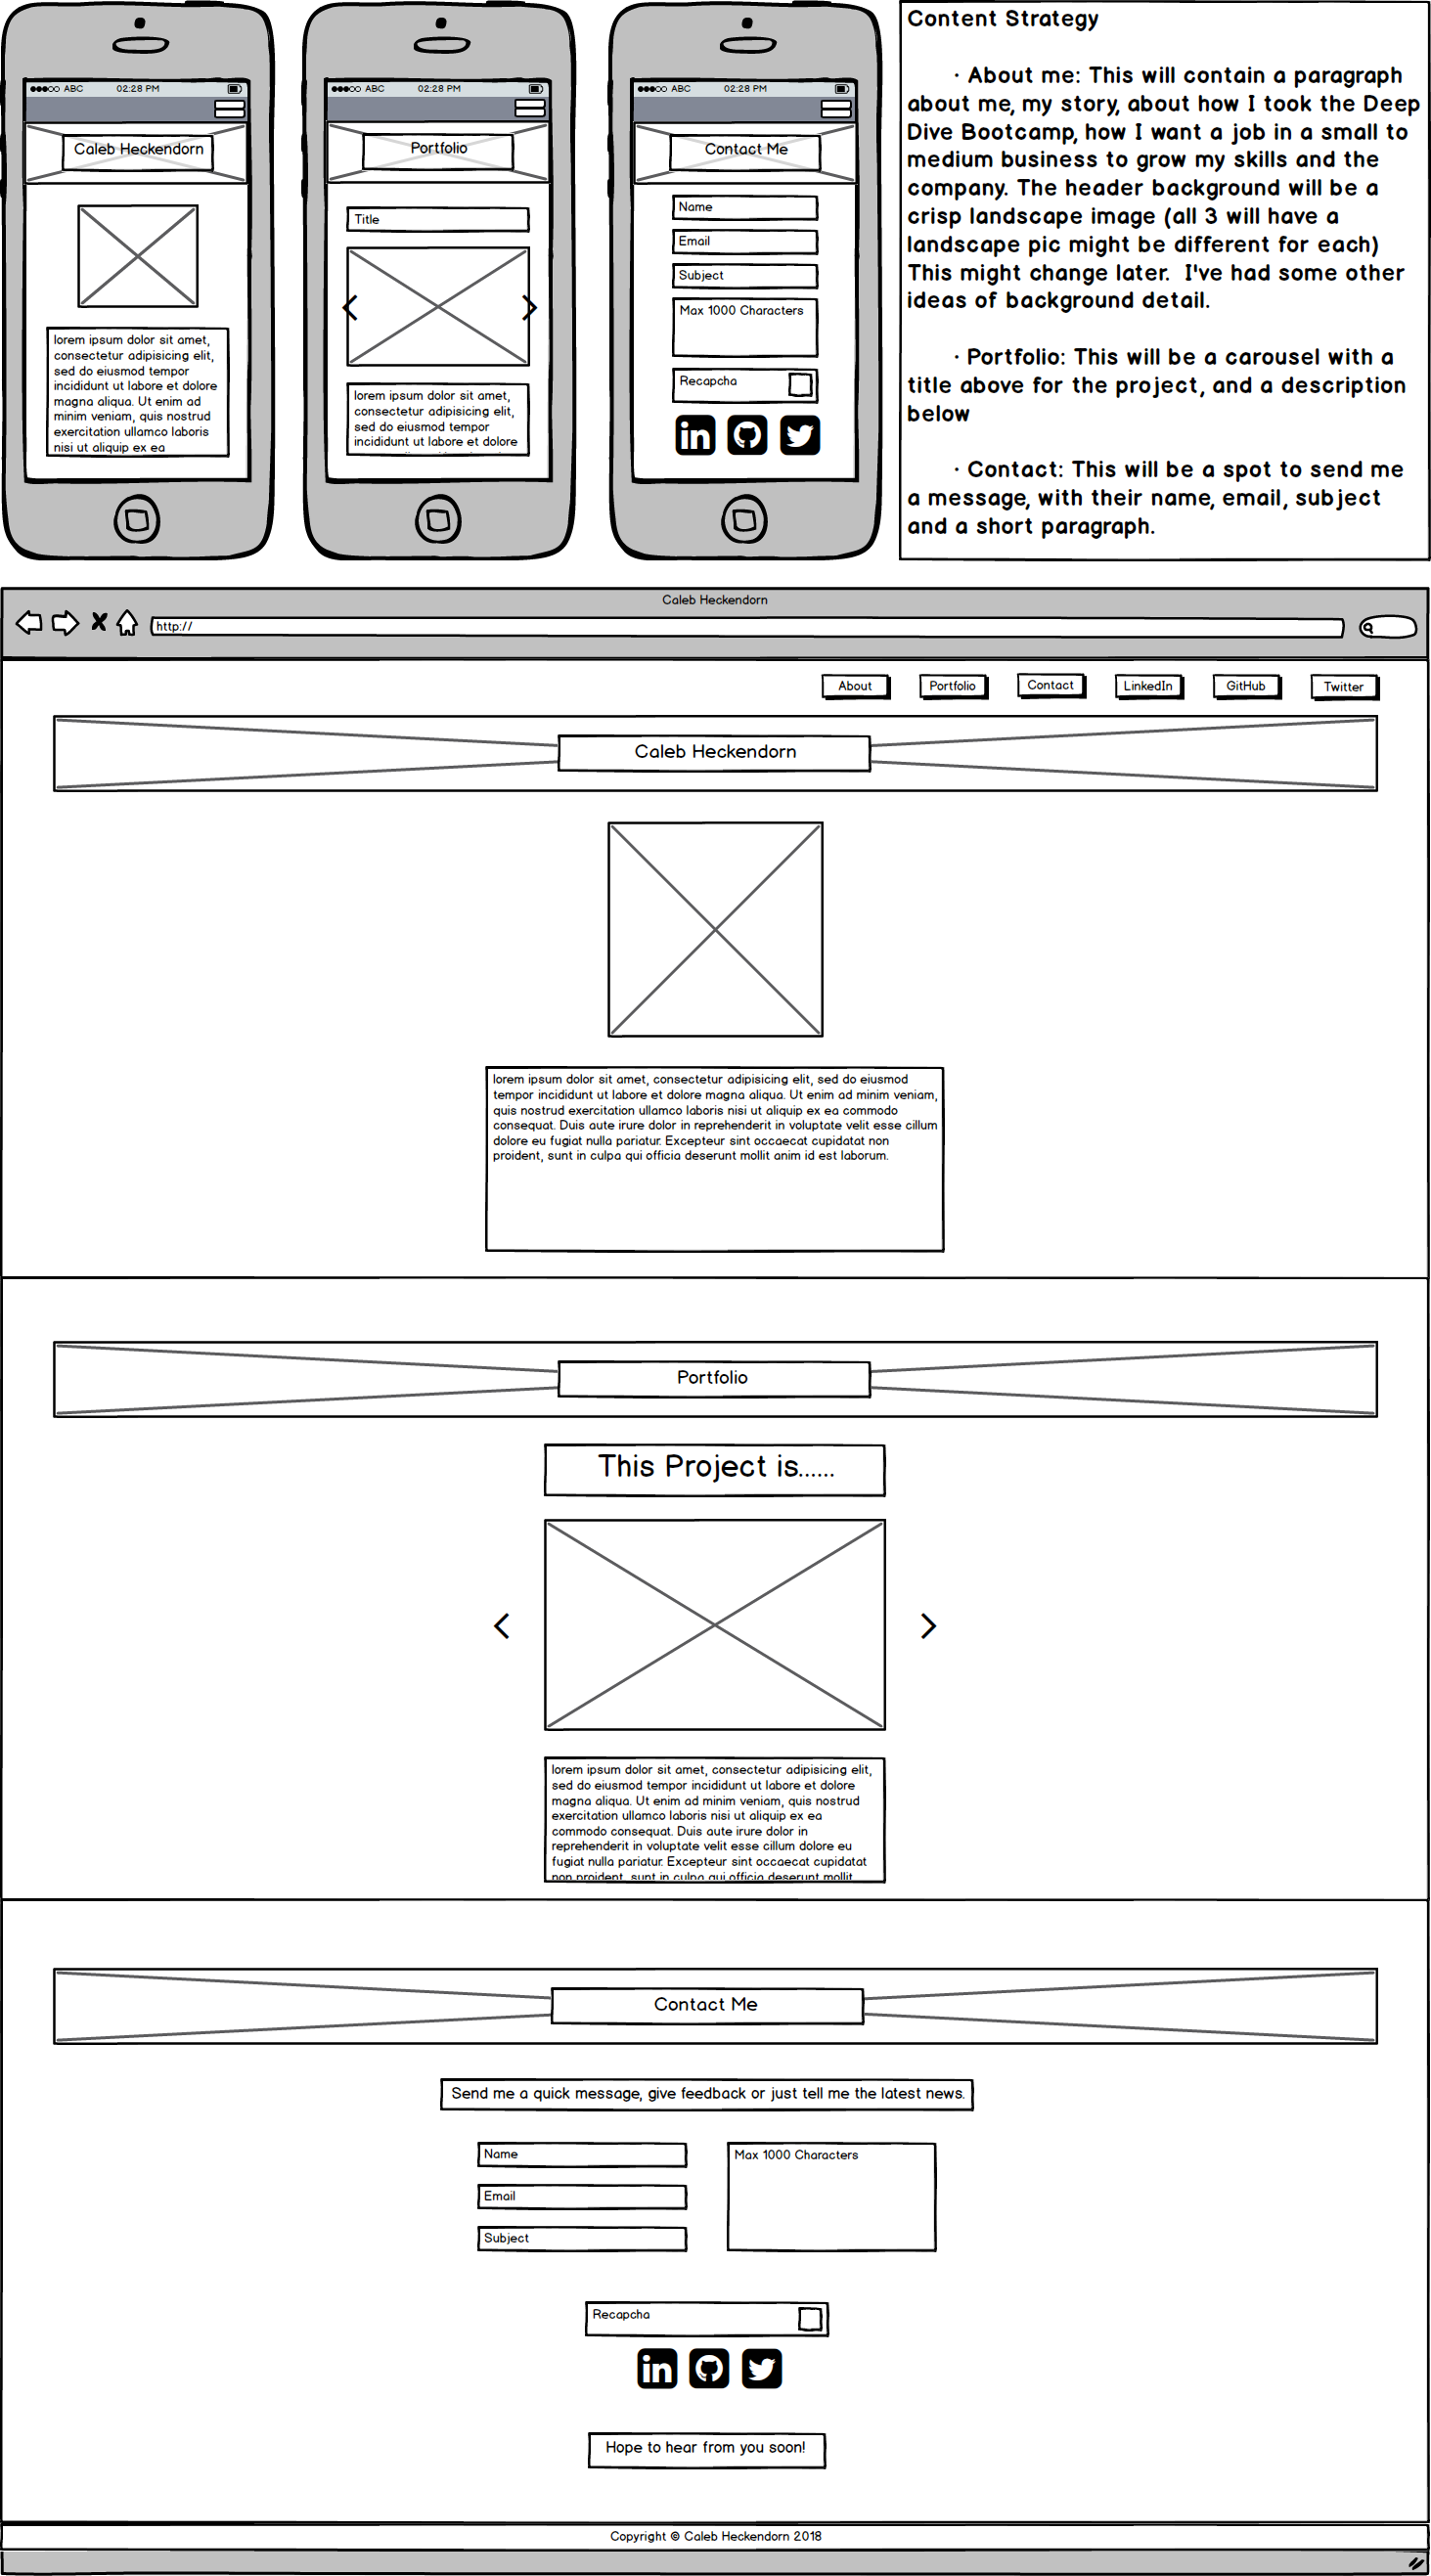 ABC 02:28 PM
Caleb Heckendorn
lorem ipsum dolor sit amet,
consectetur adipisicing elit,
sed do eiusmod tempor
incididunt ut labore et dolore
magna aliqua. Ut enim ad
minim veniam, quis nostrud
exercitation ullamco laboris
nisi ut aliquip ex ea
ABC 02:28 PM
Portfolio
Title
lorem ipsum dolor sit amet,
consectetur adipisicing elit,
sed do eiusmod tempor
incididunt ut labore et dolore
ABC 02:28 PM
Contact Me
Name
Email
Subject
Max 1000 Characters
Recapcha
in
Content Strategy
· About me: This will contain a paragraph
about me, my story, about how I took the Deep
Dive Bootcamp, how I want a job in a small to
medium business to grow my skills and the
company. The header background will be a
crisp landscape image (all 3 will have a
landscape pic might be different for each)
This might change later. I've had some other
ideas of background detail.
· Portfolio: This will be a carousel with a
title above for the project, and a description
below
· Contact: This will be a spot to send me
a message, with their name, email, subject
and a short paragraph.
Caleb Heckendorn
http://
About Portfolio Contact LinkedIn GitHub Twitter
Caleb Heckendorn
lorem ipsum dolor sit amet, consectetur adipisicing elit, sed do eiusmod
tempor incididunt ut labore et dolore magna aliqua. Ut enim ad minim veniam,
quis nostrud exercitation ullamco laboris nisi ut aliquip ex ea commodo
consequat. Duis aute irure dolor in reprehenderit in voluptate velit esse cillum
dolore eu fugiat nulla pariatur. Excepteur sint occaecat cupidatat non
proident, sunt in culpa qui officia deserunt mollit anim id est laborum.
Portfolio
This Project is......
lorem ipsum dolor sit amet, consectetur adipisicing elit,
sed do eiusmod tempor incididunt ut labore et dolore
magna aliqua. Ut enim ad minim veniam, quis nostrud
exercitation ullamco laboris nisi ut aliquip ex ea
commodo consequat. Duis aute irure dolor in
reprehenderit in voluptate velit esse cillum dolore eu
fugiat nulla pariatur. Excepteur sint occaecat cupidatat
non proident, sunt in culpa qui officia deserunt mollit
Contact Me
Send me a quick message, give feedback or just tell me the latest news.
Name
Email
Subject
Max 1000 Characters
Recapcha
in
Hope to hear from you soon!
Copyright © Caleb Heckendorn 2018